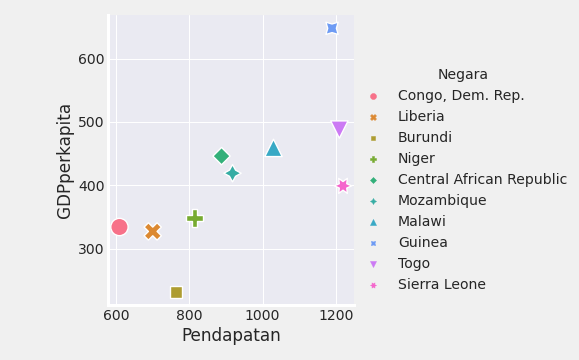 600
500
400
300
GDPperkapita
600
800
1000
1200
Pendapatan
Negara
Congo, Dem. Rep.
Liberia
Burundi
Niger
Central African Republic
Mozambique
Malawi
Guinea
Togo
Sierra Leone